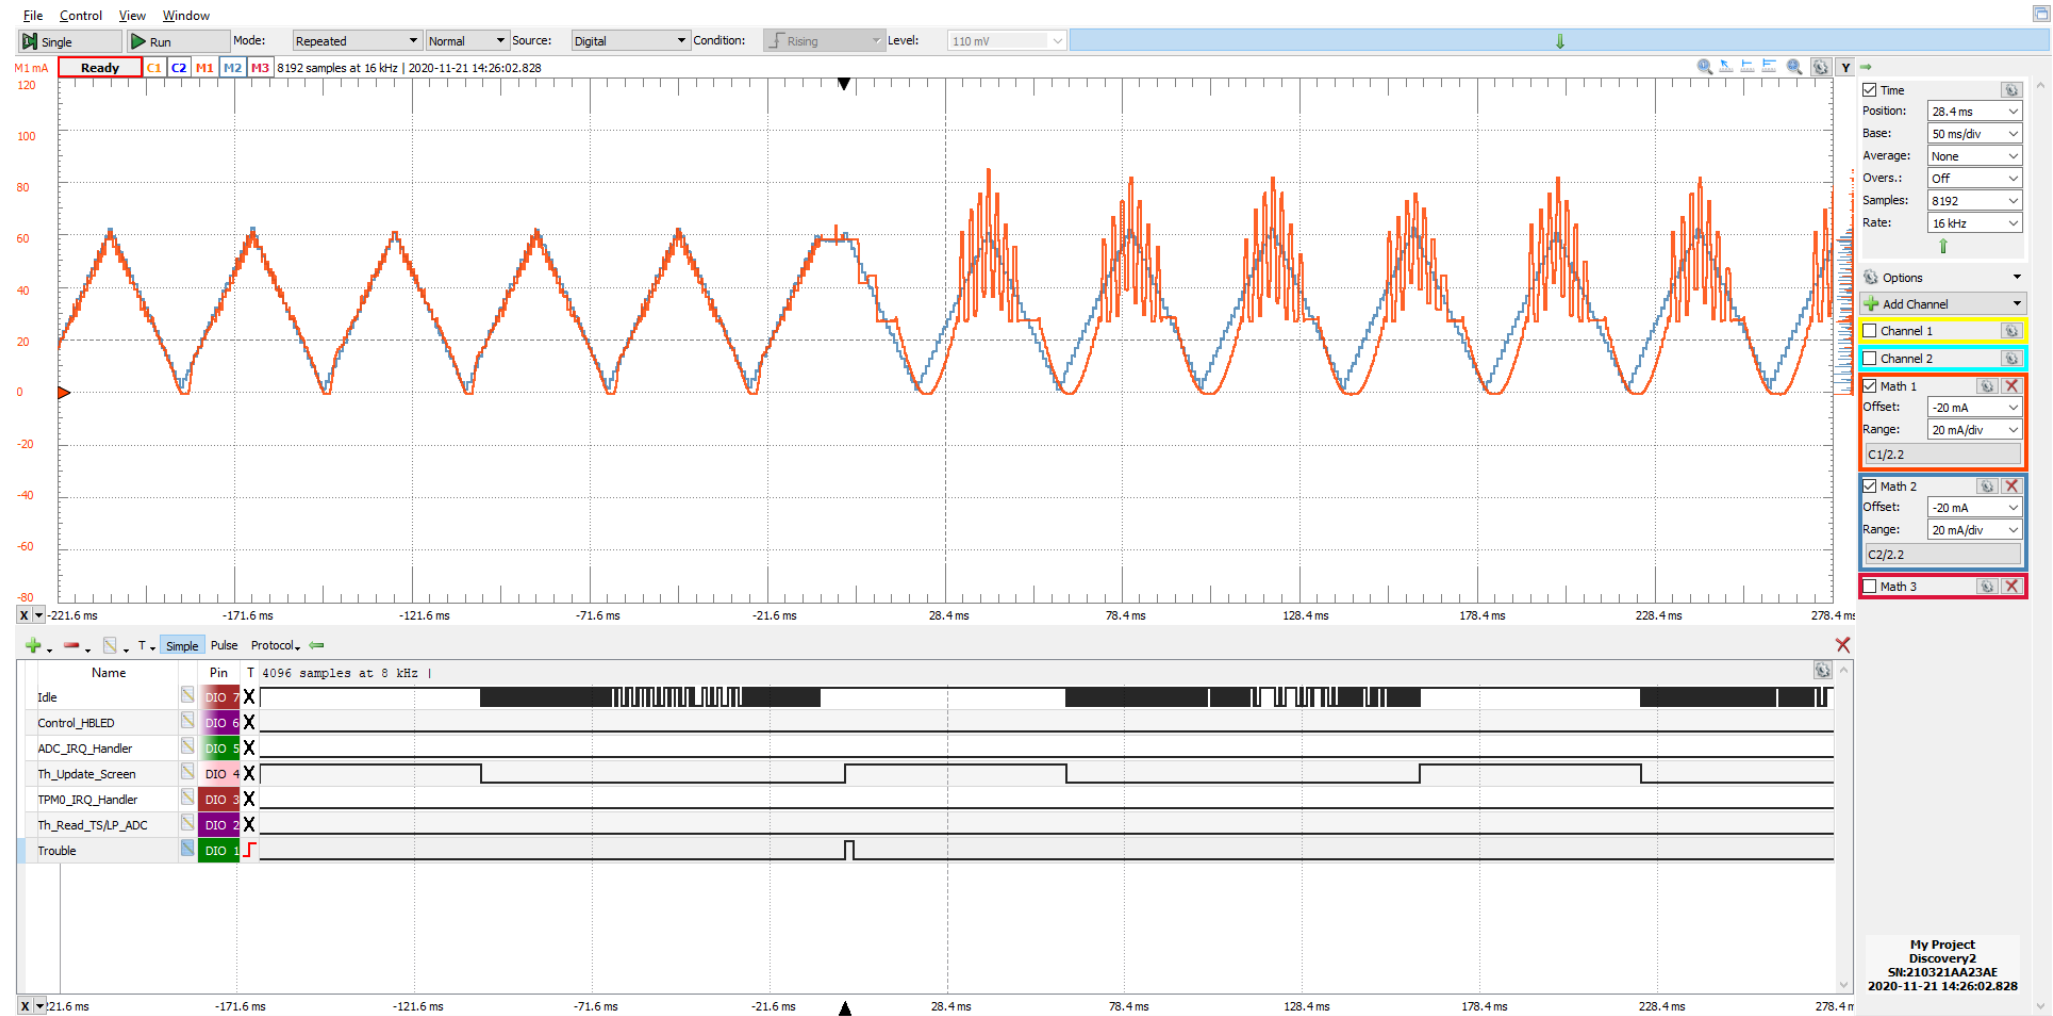 File Control View Window
Single Run Mode: Repeated Normal Source: Digital Condition: Rising Level: 110 mV
M1 mA Ready C1 C2 M1 M2 M3 8192 samples at 16 kHz | 2020-11-21 14:26:02.828 Y
120
100
80
60
40
20
0
-20
-40
-60
-80
X -221.6 ms -171.6 ms -121.6 ms -71.6 ms -21.6 ms 28.4 ms 78.4 ms 128.4 ms 178.4 ms 228.4 ms 278.4 ms
Time
Position: 28.4 ms
Base: 50 ms/div
Average: None
Overs.: Off
Samples: 8192
Rate: 16 kHz
Options
Add Channel
Channel 1
Channel 2
Math 1
Offset: -20 mA
Range: 20 mA/div
C1/2.2
Math 2
Offset: -20 mA
Range: 20 mA/div
C2/2.2
Math 3
T Simple Pulse Protocol
Name Pin T 4096 samples at 8 kHz |
Idle DIO 7 X
Control_HBLED DIO 6 X
ADC_IRQ_Handler DIO 5 X
Th_Update_Screen DIO 4 X
TPM0_IRQ_Handler DIO 3 X
Th_Read_TS/LP_ADC DIO 2 X
Trouble DIO 1
X 221.6 ms -171.6 ms -121.6 ms -71.6 ms -21.6 ms 28.4 ms 78.4 ms 128.4 ms 178.4 ms 228.4 ms 278.4 m
My Project
Discovery2
SN:210321AA23AE
2020-11-21 14:26:02.828